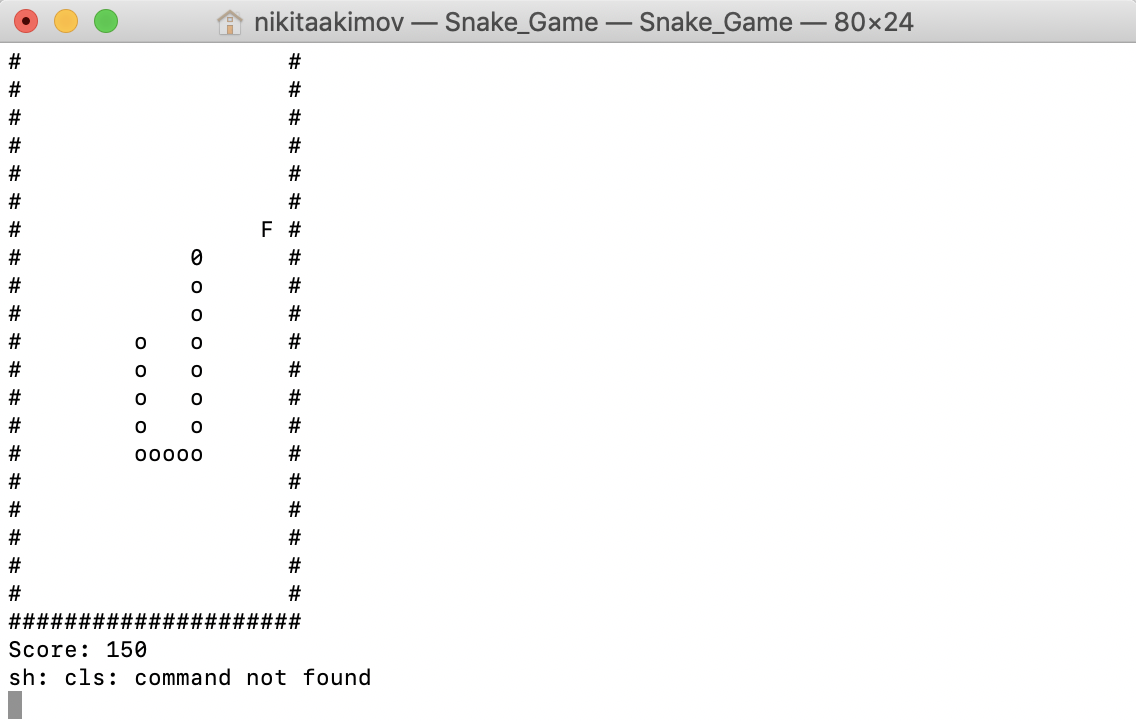 nikitaakimov — Snake_Game — Snake_Game — 80×24
#                   #
#                   #
#                   #
#                   #
#                   #
#                   #
#                 F #
#            0      #
#            o      #
#            o      #
#        o   o      #
#        o   o      #
#        o   o      #
#        o   o      #
#        ooooo      #
#                   #
#                   #
#                   #
#                   #
#                   #
#####################
Score: 150
sh: cls: command not found